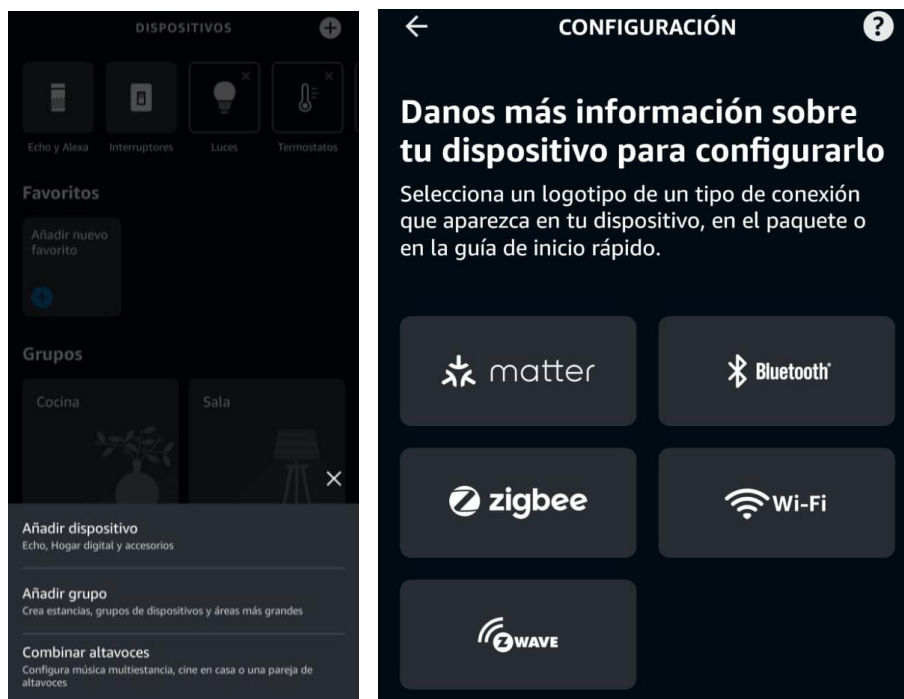 DISPOSITIVOS
Echo y Alexa
Interruptores
Luces
Termostatos
Favoritos
Añadir nuevo
favorito
Grupos
Cocina
Sala
Añadir dispositivo
Echo, Hogar digital y accesorios
Añadir grupo
Crea estancias, grupos de dispositivos y áreas más grandes
Combinar altavoces
Configura música multiestancia, cine en casa o una pareja de
altavoces
CONFIGURACIÓN
Danos más información sobre
tu dispositivo para configurarlo
Selecciona un logotipo de un tipo de conexión
que aparezca en tu dispositivo, en el paquete o
en la guía de inicio rápido.
matter
Bluetooth®
zigbee
Wi-Fi
Z WAVE